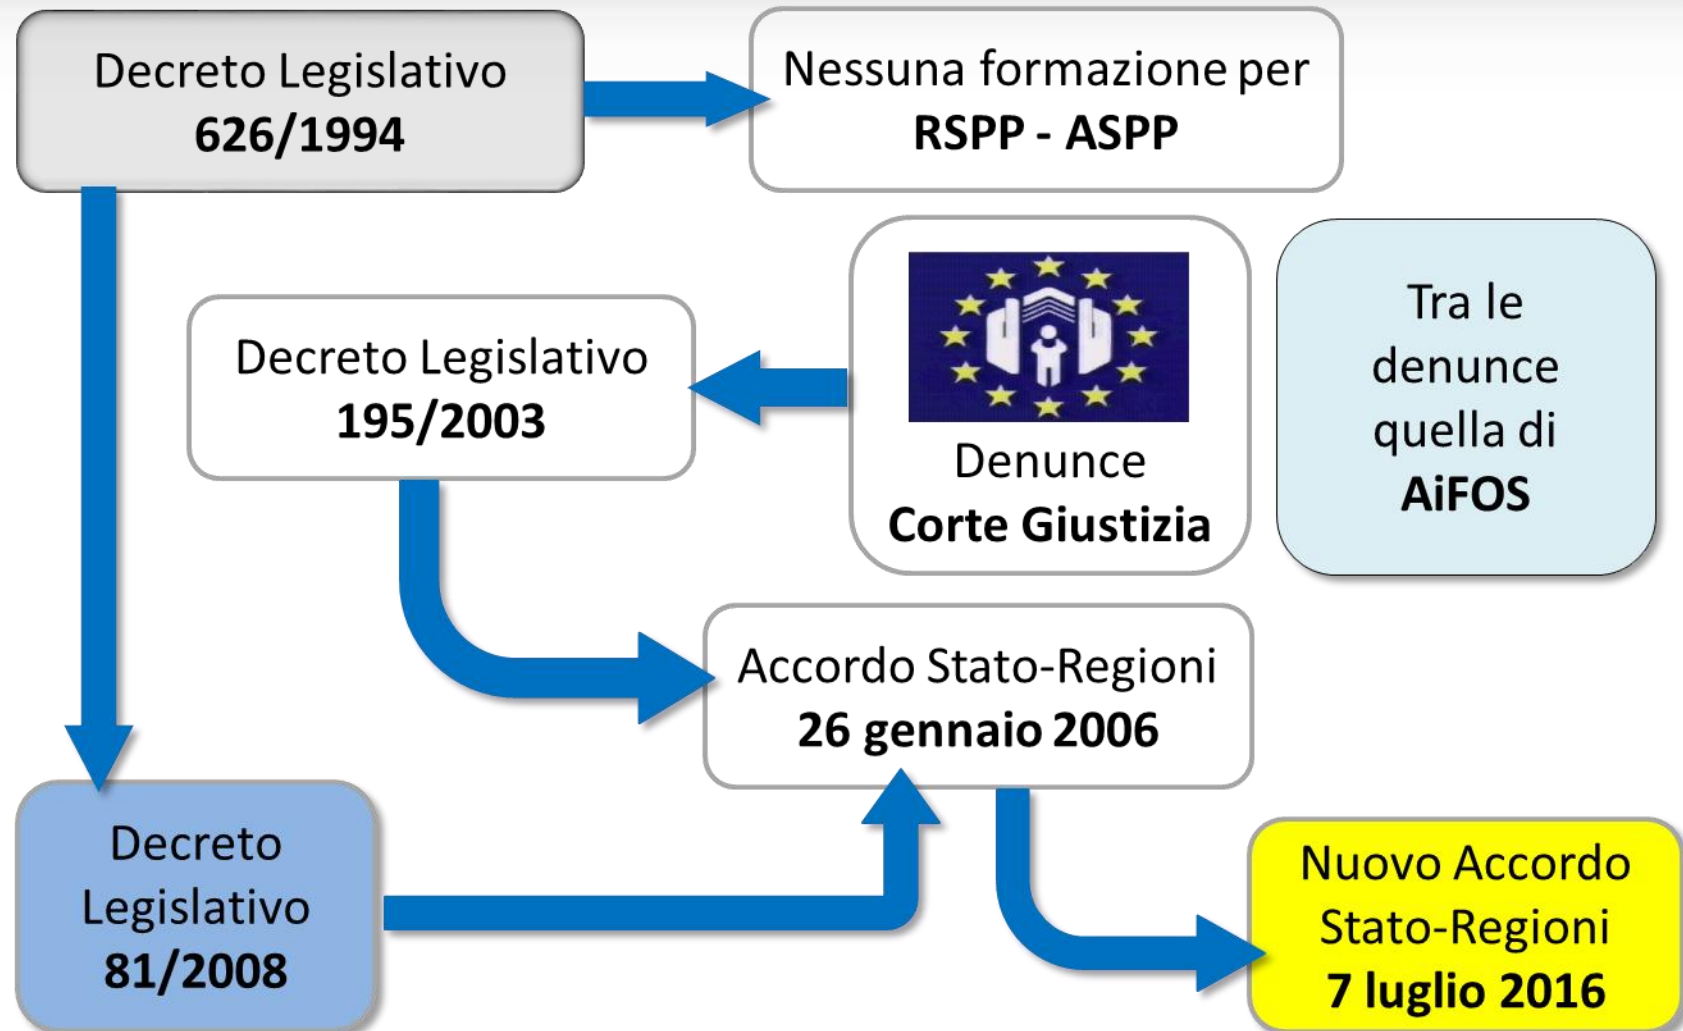 Decreto Legislativo
626/1994
Nessuna formazione per
RSPP - ASPP
Decreto Legislativo
195/2003
Denunce
Corte Giustizia
Tra le
denunce
quella di
AiFOS
Accordo Stato-Regioni
26 gennaio 2006
Decreto
Legislativo
81/2008
Nuovo Accordo
Stato-Regioni
7 luglio 2016